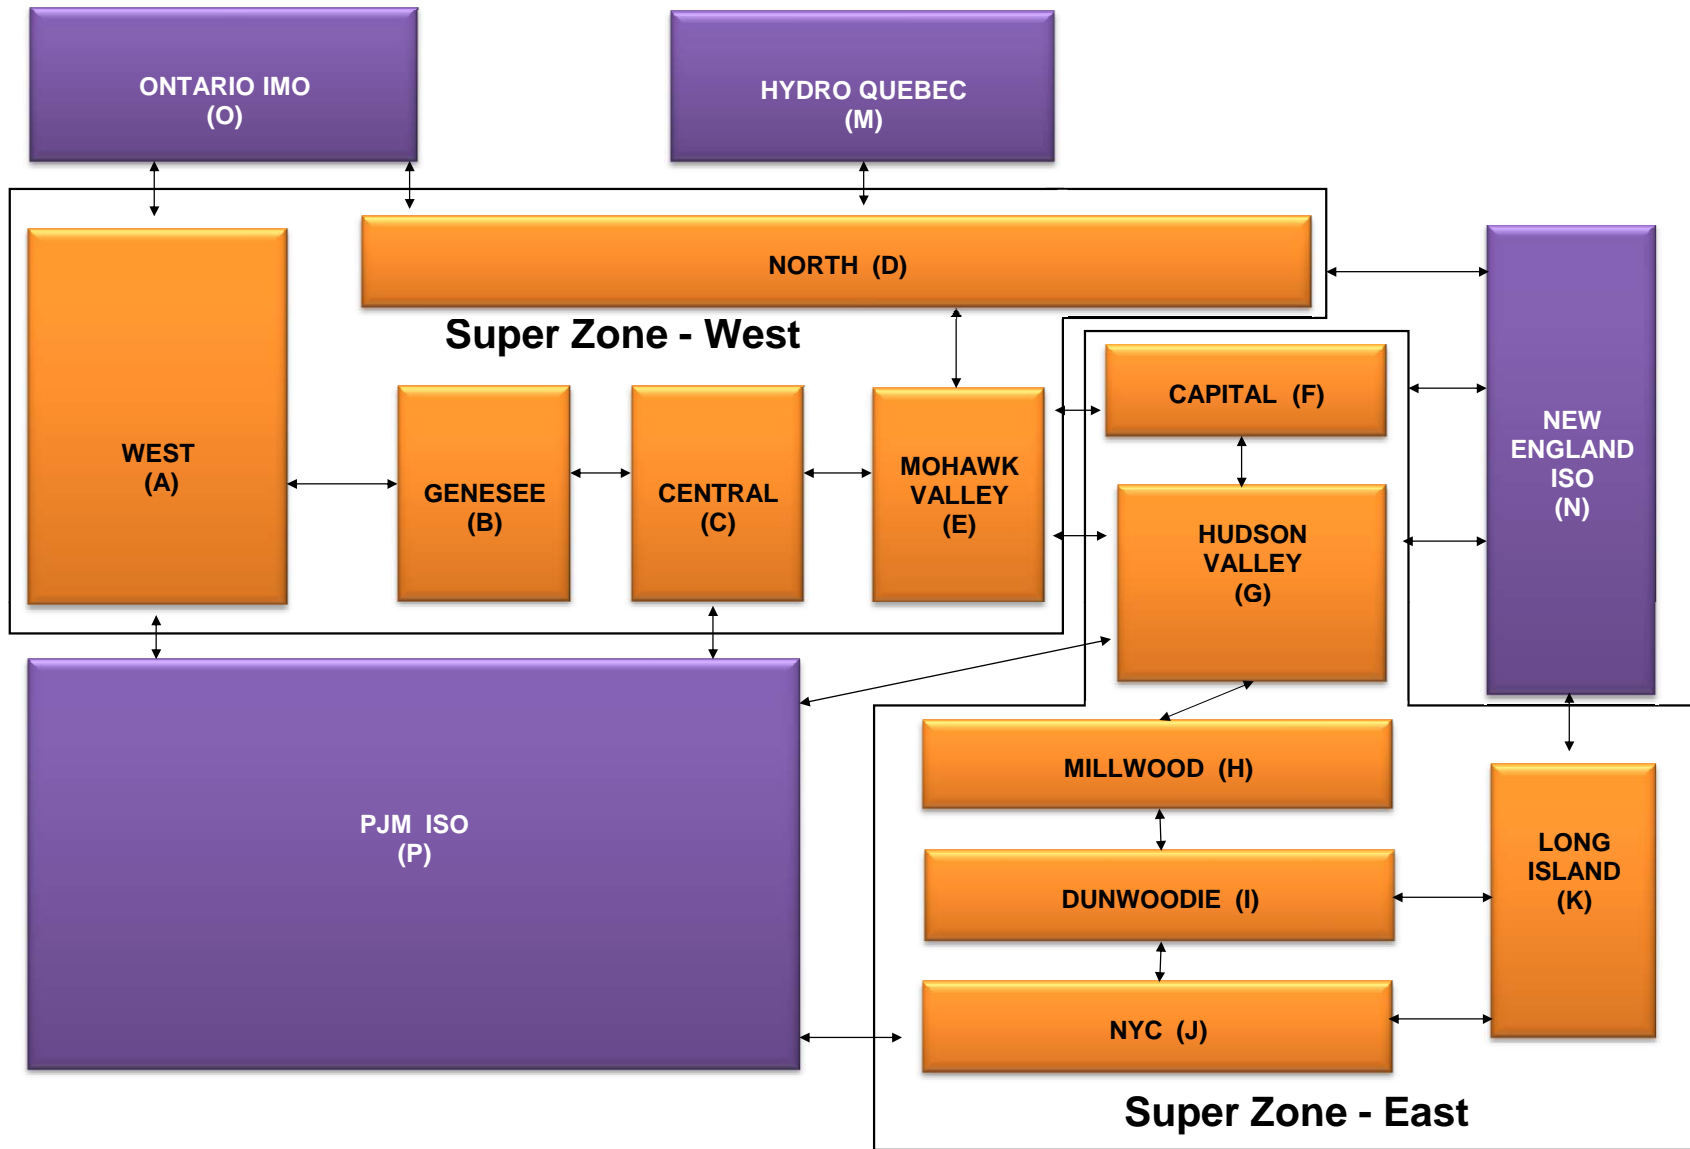 ONTARIO IMO
(O)
HYDRO QUEBEC
(M)
NORTH (D)
Super Zone - West
WEST
(A)
GENESEE
(B)
CENTRAL
(C)
MOHAWK
VALLEY
(E)
CAPITAL (F)
HUDSON
VALLEY
(G)
NEW
ENGLAND
ISO
(N)
PJM ISO
(P)
MILLWOOD (H)
DUNWOODIE (I)
NYC (J)
LONG
ISLAND
(K)
Super Zone - East